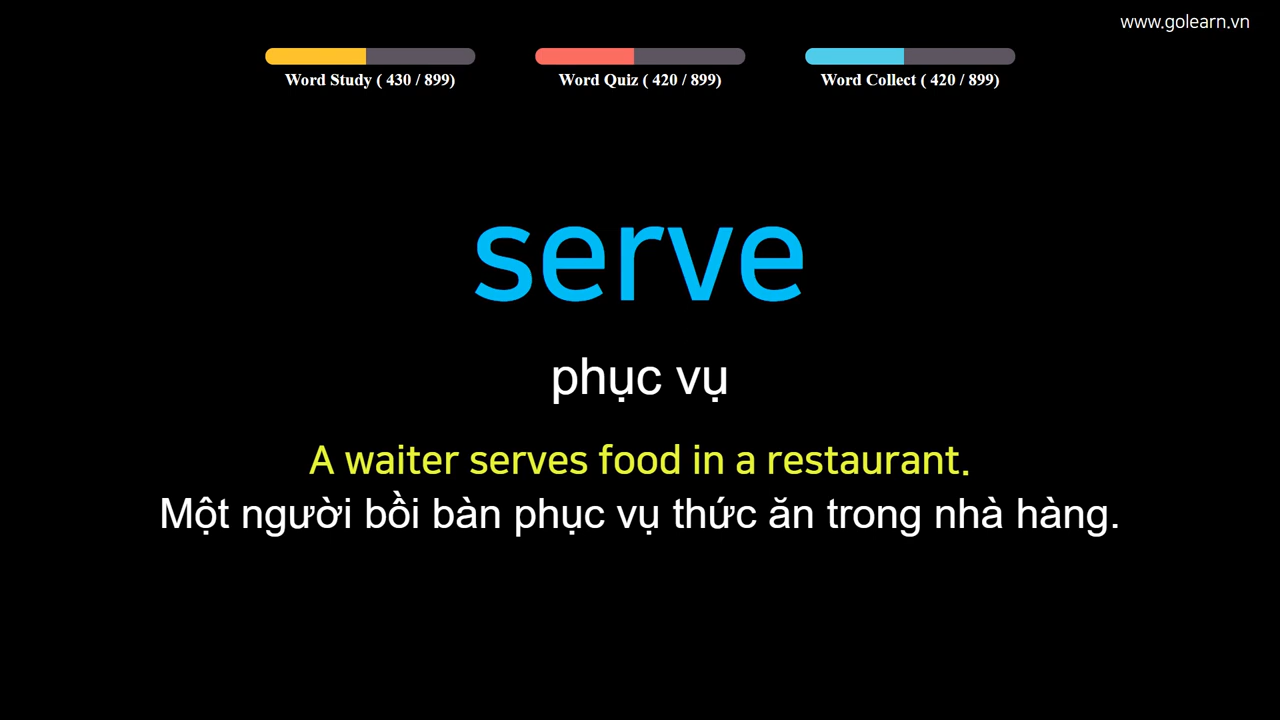 www.golearn.vn
Word Study ( 430 / 899)
Word Quiz ( 420 / 899)
Word Collect ( 420 / 899)
serve
phục vụ
A waiter serves food in a restaurant.
Một người bồi bàn phục vụ thức ăn trong nhà hàng.